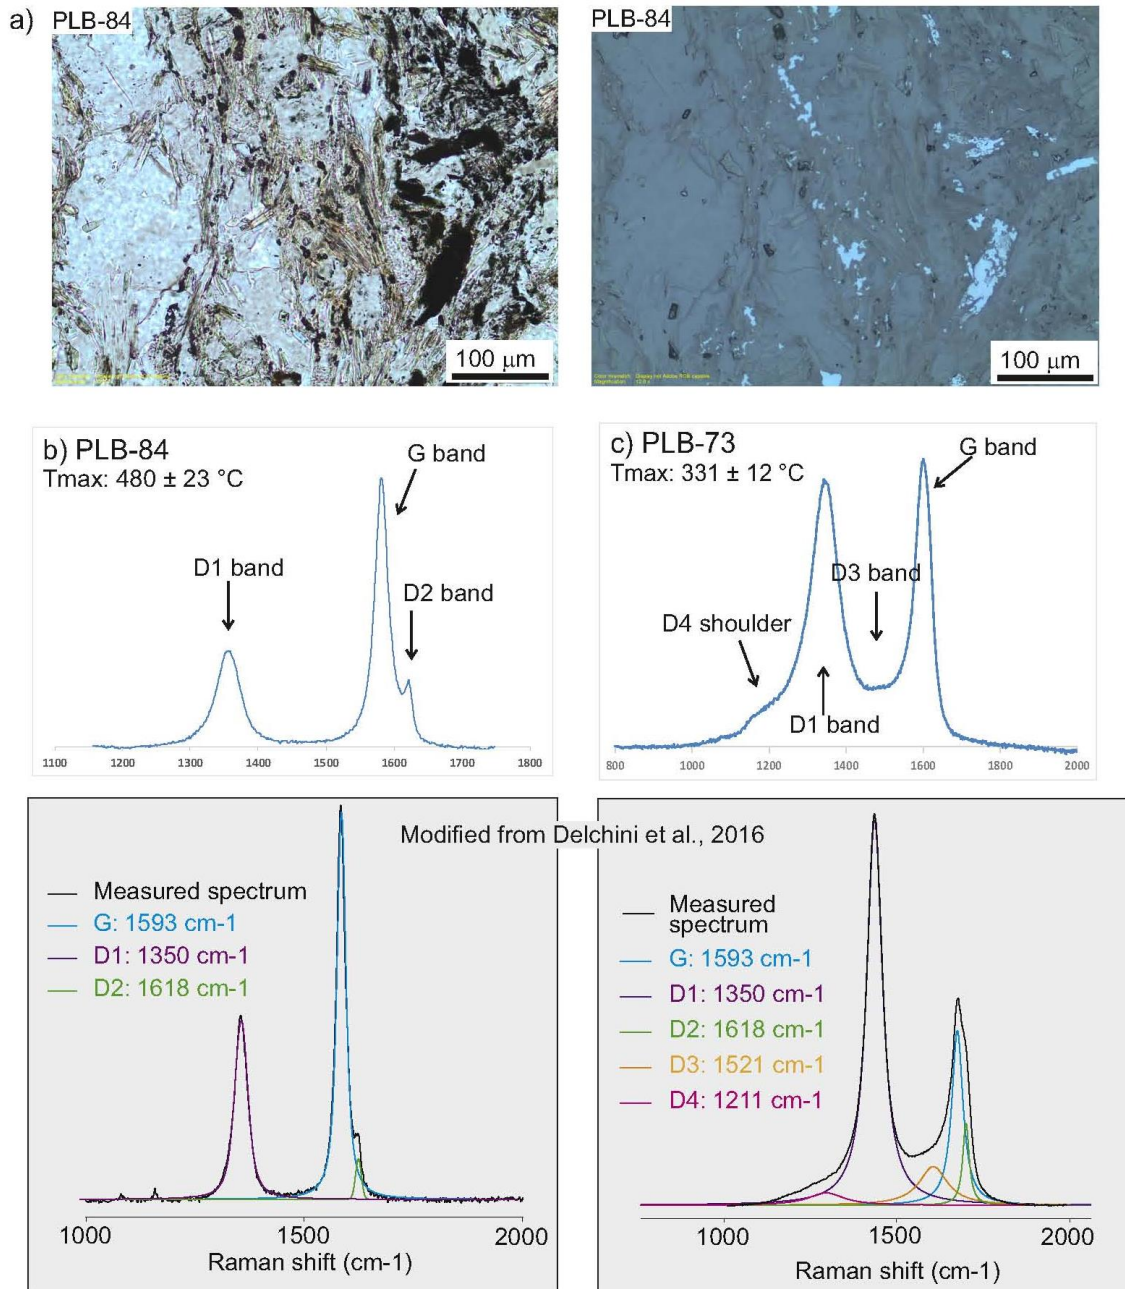 a)
PLB-84
100 µm
PLB-84
100 µm
b) PLB-84
Tmax: 480 ± 23 °C
G band
D1 band
D2 band
1100 1200 1300 1400 1500 1600 1700 1800
c) PLB-73
Tmax: 331 ± 12 °C
G band
D3 band
D4 shoulder
D1 band
800 1000 1200 1400 1600 1800 2000
Modified from Delchini et al., 2016
Measured spectrum
G: 1593 cm-1
D1: 1350 cm-1
D2: 1618 cm-1
1000 1500 2000
Raman shift (cm-1)
Measured
spectrum
G: 1593 cm-1
D1: 1350 cm-1
D2: 1618 cm-1
D3: 1521 cm-1
D4: 1211 cm-1
1000 1500 2000
Raman shift (cm-1)